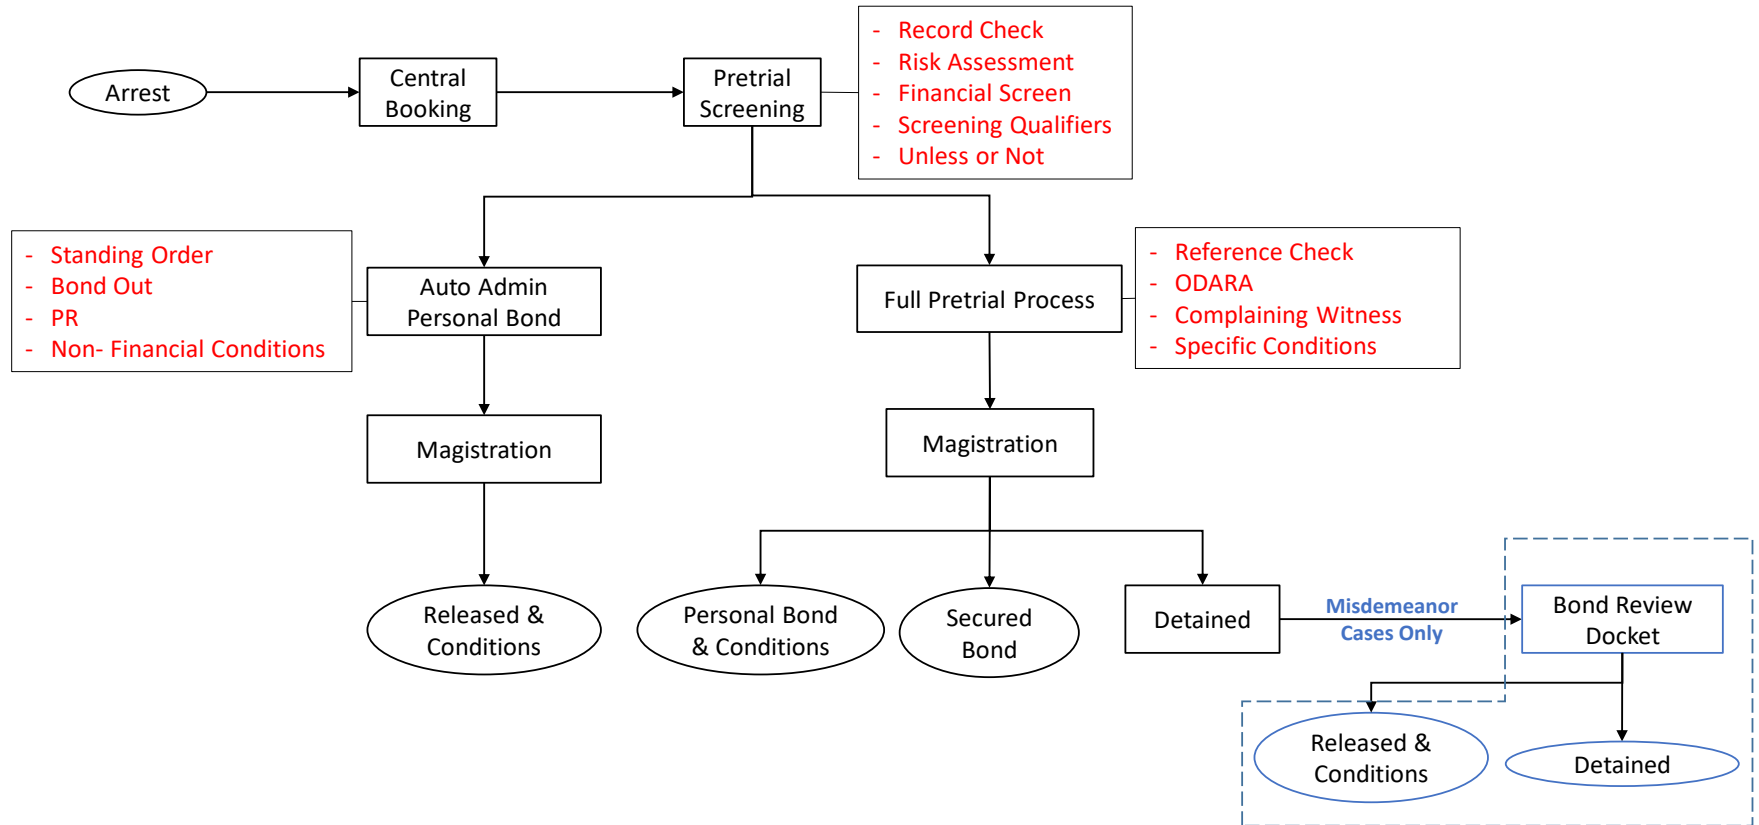 Arrest
Central
Booking
Pretrial
Screening
- Record Check
- Risk Assessment
- Financial Screen
- Screening Qualifiers
- Unless or Not
- Standing Order
- Bond Out
- PR
- Non- Financial Conditions
Auto Admin
Personal Bond
Full Pretrial Process
- Reference Check
- ODARA
- Complaining Witness
- Specific Conditions
Magistration
Magistration
Released &
Conditions
Personal Bond
& Conditions
Secured
Bond
Detained
Misdemeanor
Cases Only
Bond Review
Docket
Released &
Conditions
Detained